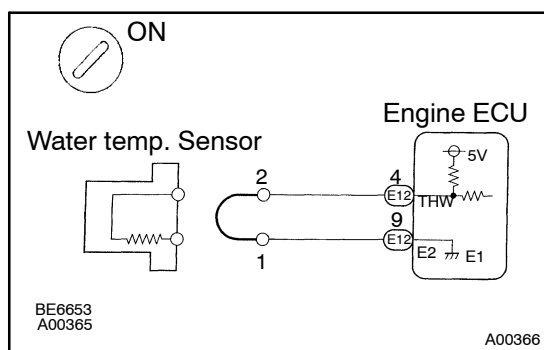 ON
Engine ECU
Water temp. Sensor
5V
2
4
E12
THW
9
E12
E2
E1
1
BE6653
A00365
A00366